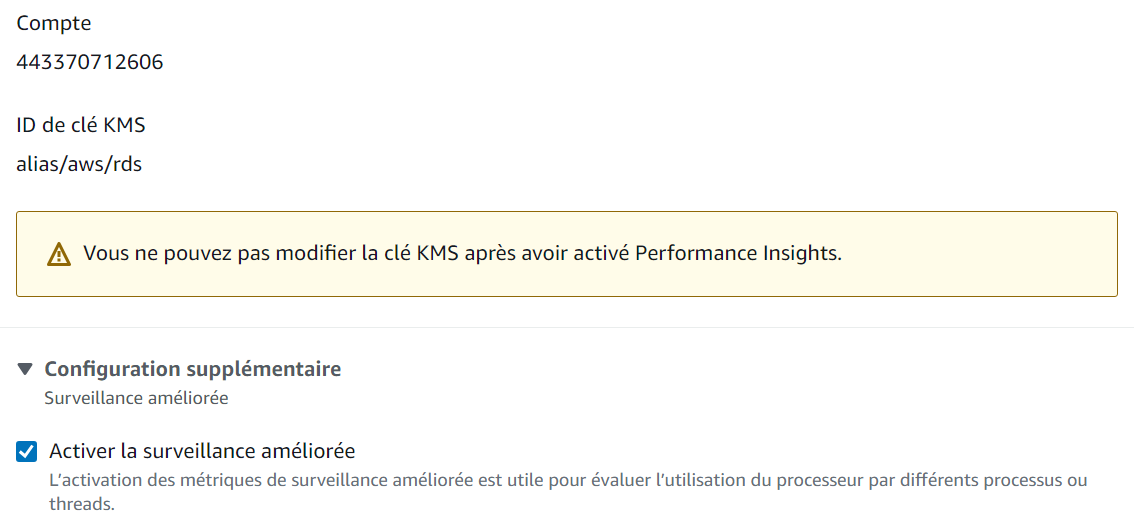 Compte
443370712606
ID de clé KMS
alias/aws/rds
Vous ne pouvez pas modifier la clé KMS après avoir activé Performance Insights.
Configuration supplémentaire
Surveillance améliorée
Activer la surveillance améliorée
L’activation des métriques de surveillance améliorée est utile pour évaluer l’utilisation du processeur par différents processus ou
threads.